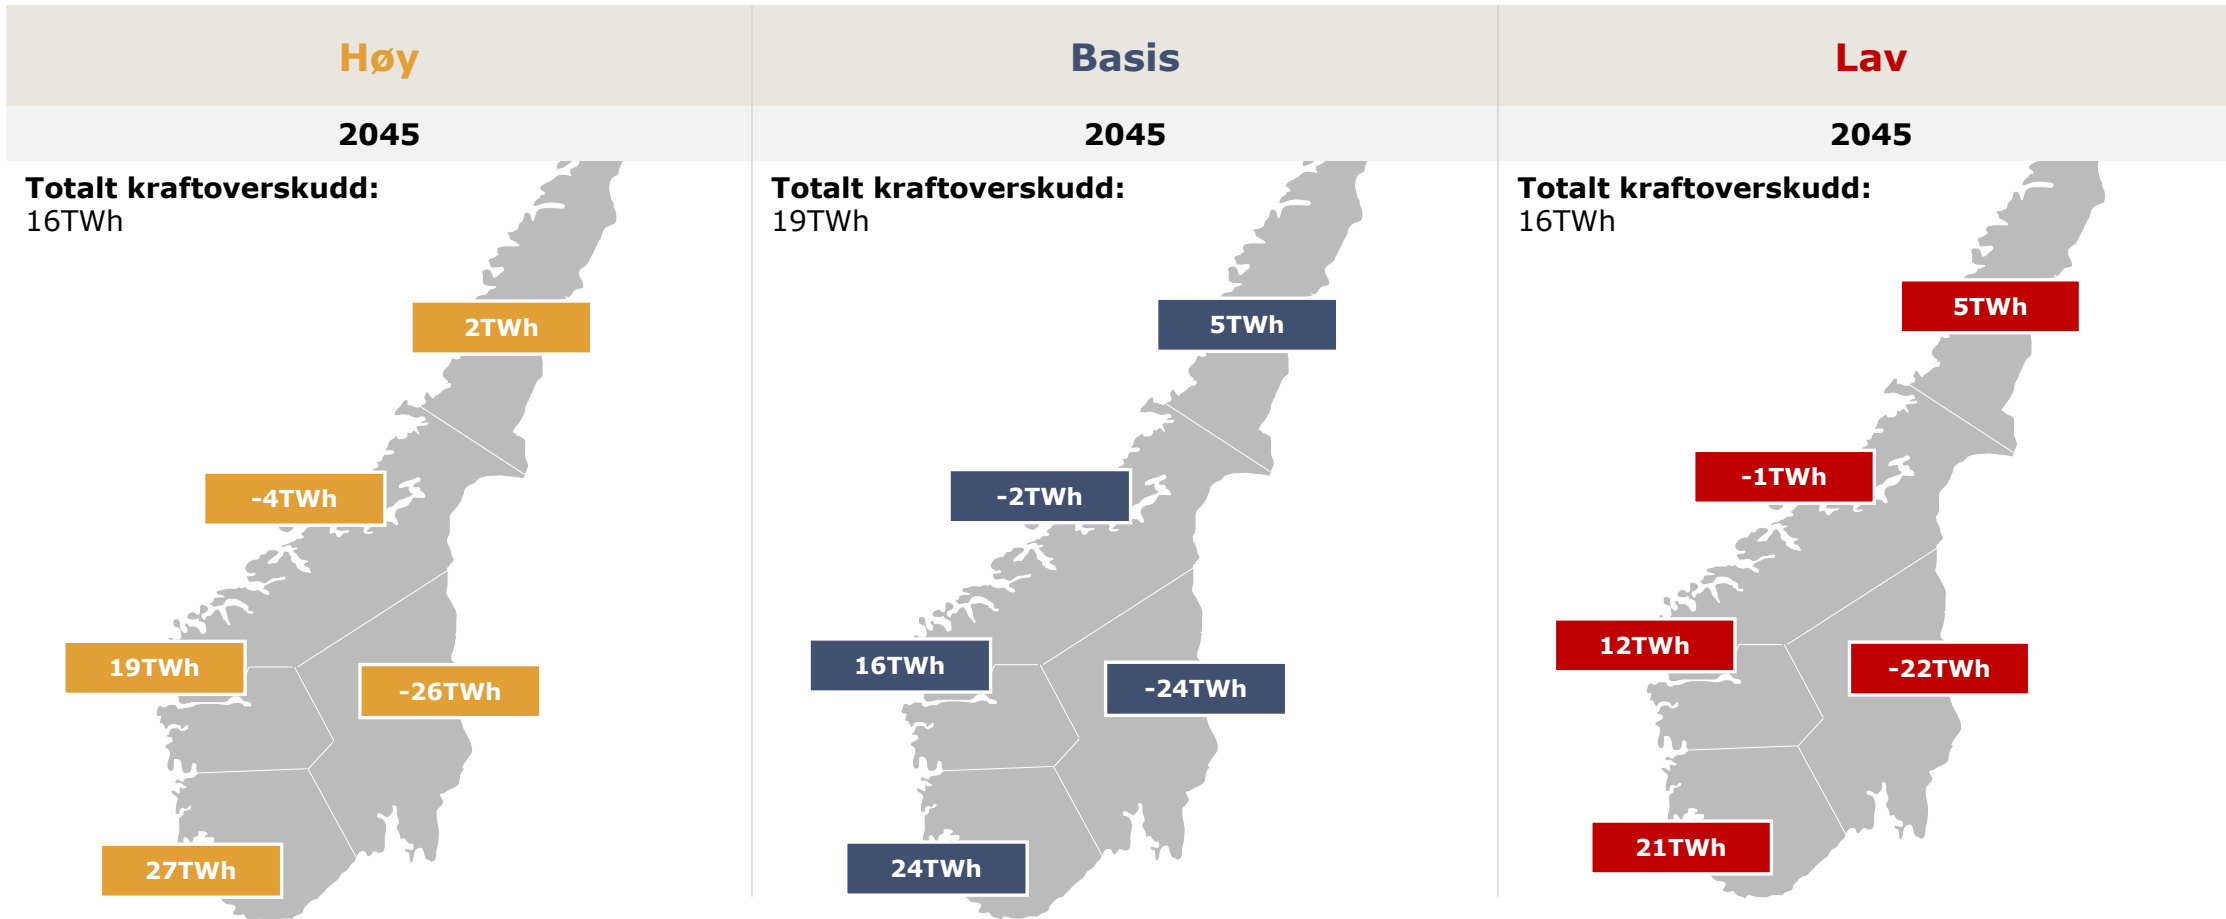 Høy
2045
Totalt kraftoverskudd:
16TWh
2TWh
-4TWh
19TWh
-26TWh
27TWh
Basis
2045
Totalt kraftoverskudd:
19TWh
5TWh
-2TWh
16TWh
-24TWh
24TWh
Lav
2045
Totalt kraftoverskudd:
16TWh
5TWh
-1TWh
12TWh
-22TWh
21TWh